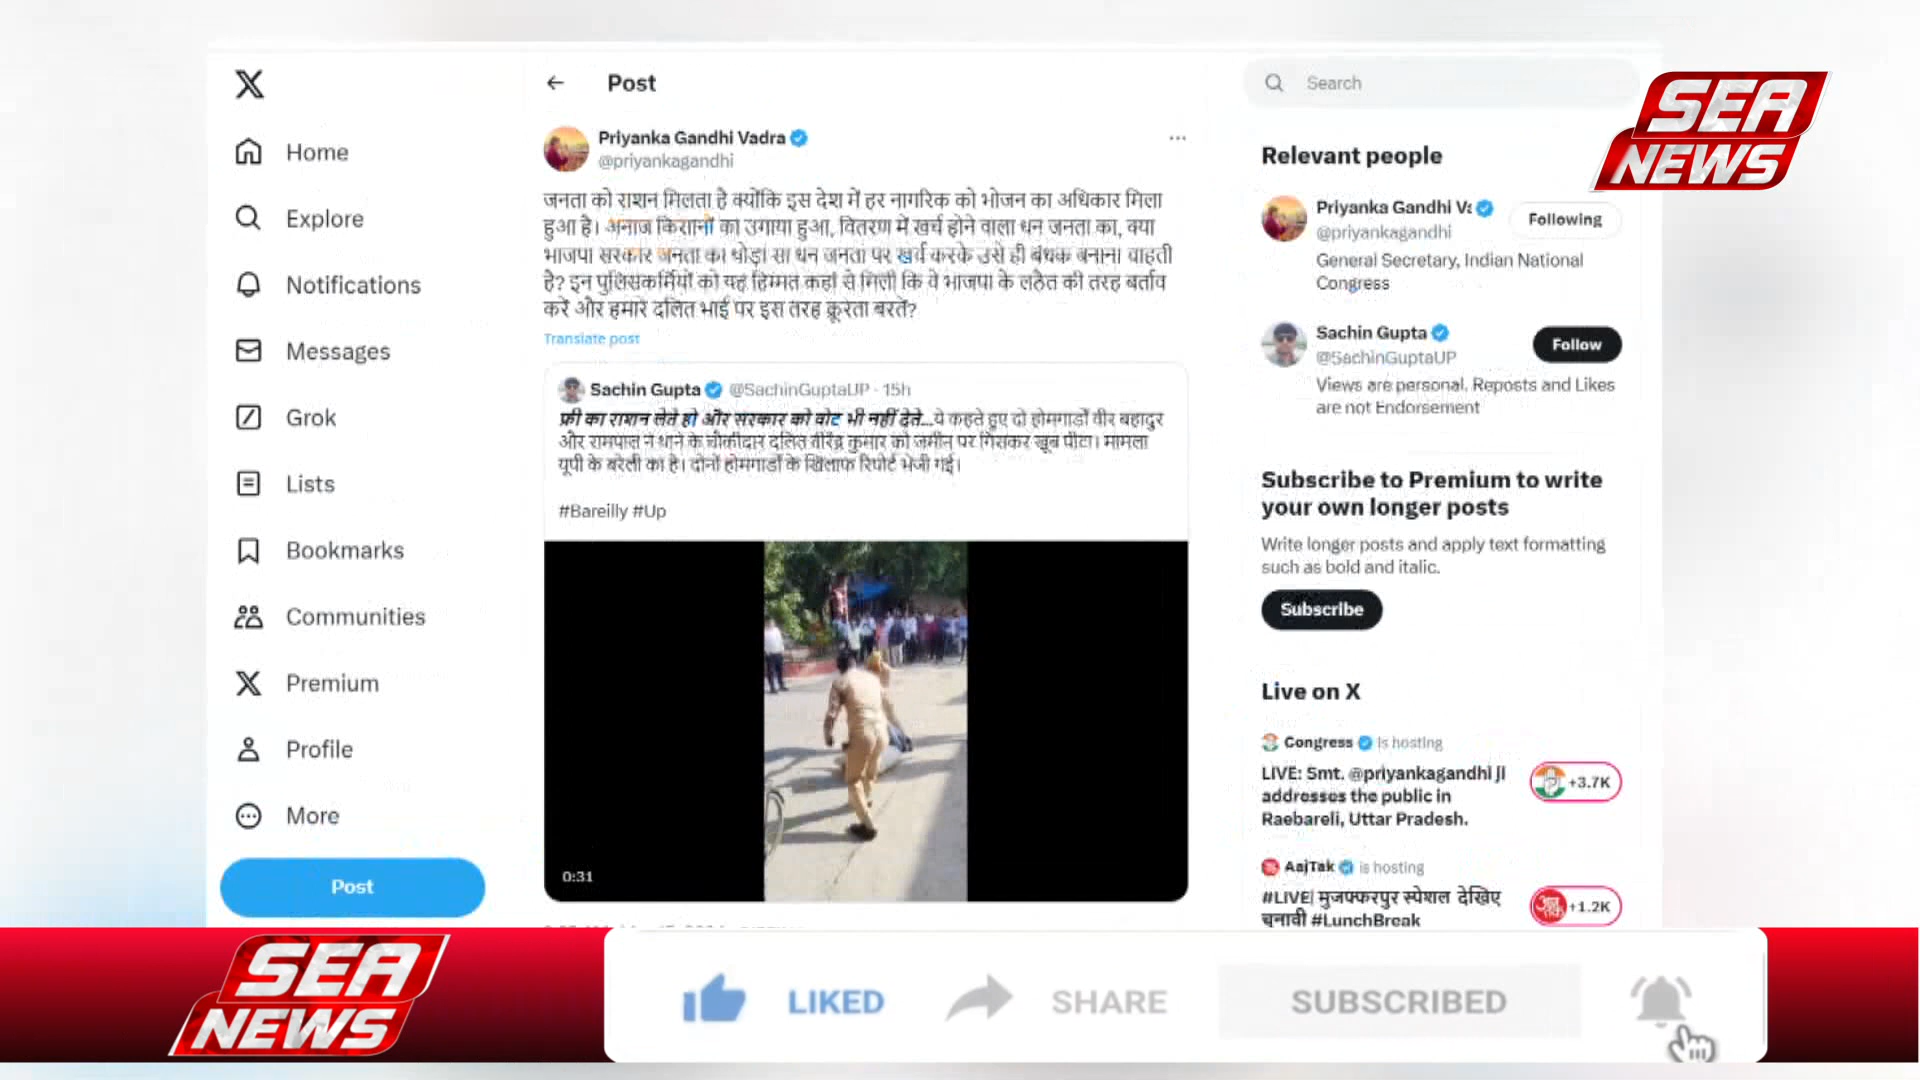 Post
Search
SEA
NEWS
Home
Explore
Notifications
Messages
Grok
Lists
Bookmarks
Communities
Premium
Profile
More
Post
Priyanka Gandhi Vadra
@priyankagandhi
जनता को राशन मिलता है क्योंकि इस देश में हर नागरिक को भोजन का अधिकार मिला
हुआ है। अनाज किसानों का उगाया हुआ, वितरण में खर्च होने वाला धन जनता का, क्या
भाजपा सरकार जनता का थोड़ा सा धन जनता पर खर्च करके उसे ही बंधक बनाना चाहती
है? इन पुलिसकर्मियों को यह हिम्मत कहां से मिली कि वे भाजपा के लठैत की तरह बर्ताव
करें और हमारे दलित भाई पर इस तरह क्रूरता बरतें?
Translate post
Sachin Gupta @SachinGuptaUP · 15h
फ्री का राशन लेते हो और सरकार को वोट भी नहीं देते...ये कहते हुए दो होमगार्डों वीर बहादुर
और रामपाल ने थाने के चौकीदार दलित वीरेंद्र कुमार को जमीन पर गिराकर खूब पीटा। मामला
यूपी के बरेली का है। दोनों होमगार्डों के खिलाफ रिपोर्ट भेजी गई।
#Bareilly #Up
0:31
Relevant people
Priyanka Gandhi Va
@priyankagandhi
Following
General Secretary, Indian National
Congress
Sachin Gupta
@SachinGuptaUP
Follow
Views are personal. Reposts and Likes
are not Endorsement
Subscribe to Premium to write
your own longer posts
Write longer posts and apply text formatting
such as bold and italic.
Subscribe
Live on X
Congress is hosting
LIVE: Smt. @priyankagandhi ji
addresses the public in
Raebareli, Uttar Pradesh.
+3.7K
AajTak is hosting
#LIVE| मुजफ्फरपुर स्पेशल देखिए
चुनावी #LunchBreak
+1.2K
SEA
NEWS
LIKED
SHARE
SUBSCRIBED